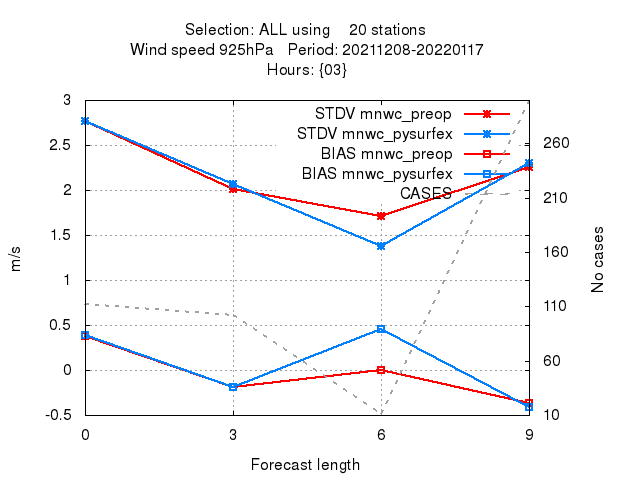 Selection: ALL using    20 stations
Wind speed 925hPa   Period: 20211208-20220117
Hours: {03}
STDV mnwc_preop
STDV mnwc_pysurfex
BIAS mnwc_preop
BIAS mnwc_pysurfex
CASES
3
2.5
2
1.5
1
0.5
0
-0.5
m/s
260
210
160
110
60
10
No cases
0 3 6 9
Forecast length